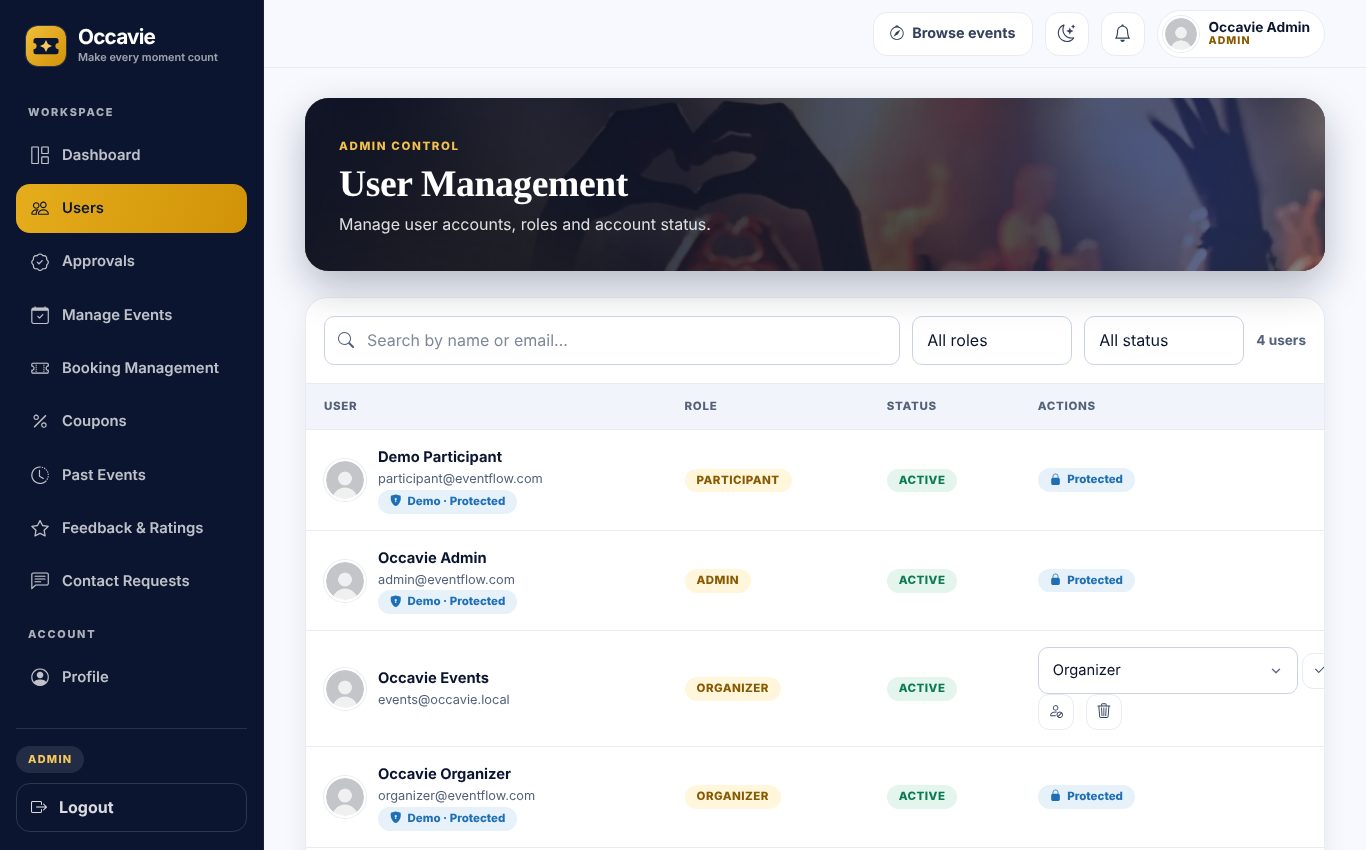 Occavie
Make every moment count
WORKSPACE
Dashboard
Users
Approvals
Manage Events
Booking Management
Coupons
Past Events
Feedback & Ratings
Contact Requests
ACCOUNT
Profile
ADMIN
Logout
Browse events
Occavie Admin
ADMIN
ADMIN CONTROL
User Management
Manage user accounts, roles and account status.
Search by name or email...
All roles
All status
4 users
USER ROLE STATUS ACTIONS
Demo Participant
participant@eventflow.com
Demo · Protected
PARTICIPANT
ACTIVE
Protected
Occavie Admin
admin@eventflow.com
Demo · Protected
ADMIN
ACTIVE
Protected
Occavie Events
events@occavie.local
ORGANIZER
ACTIVE
Organizer
Occavie Organizer
organizer@eventflow.com
Demo · Protected
ORGANIZER
ACTIVE
Protected